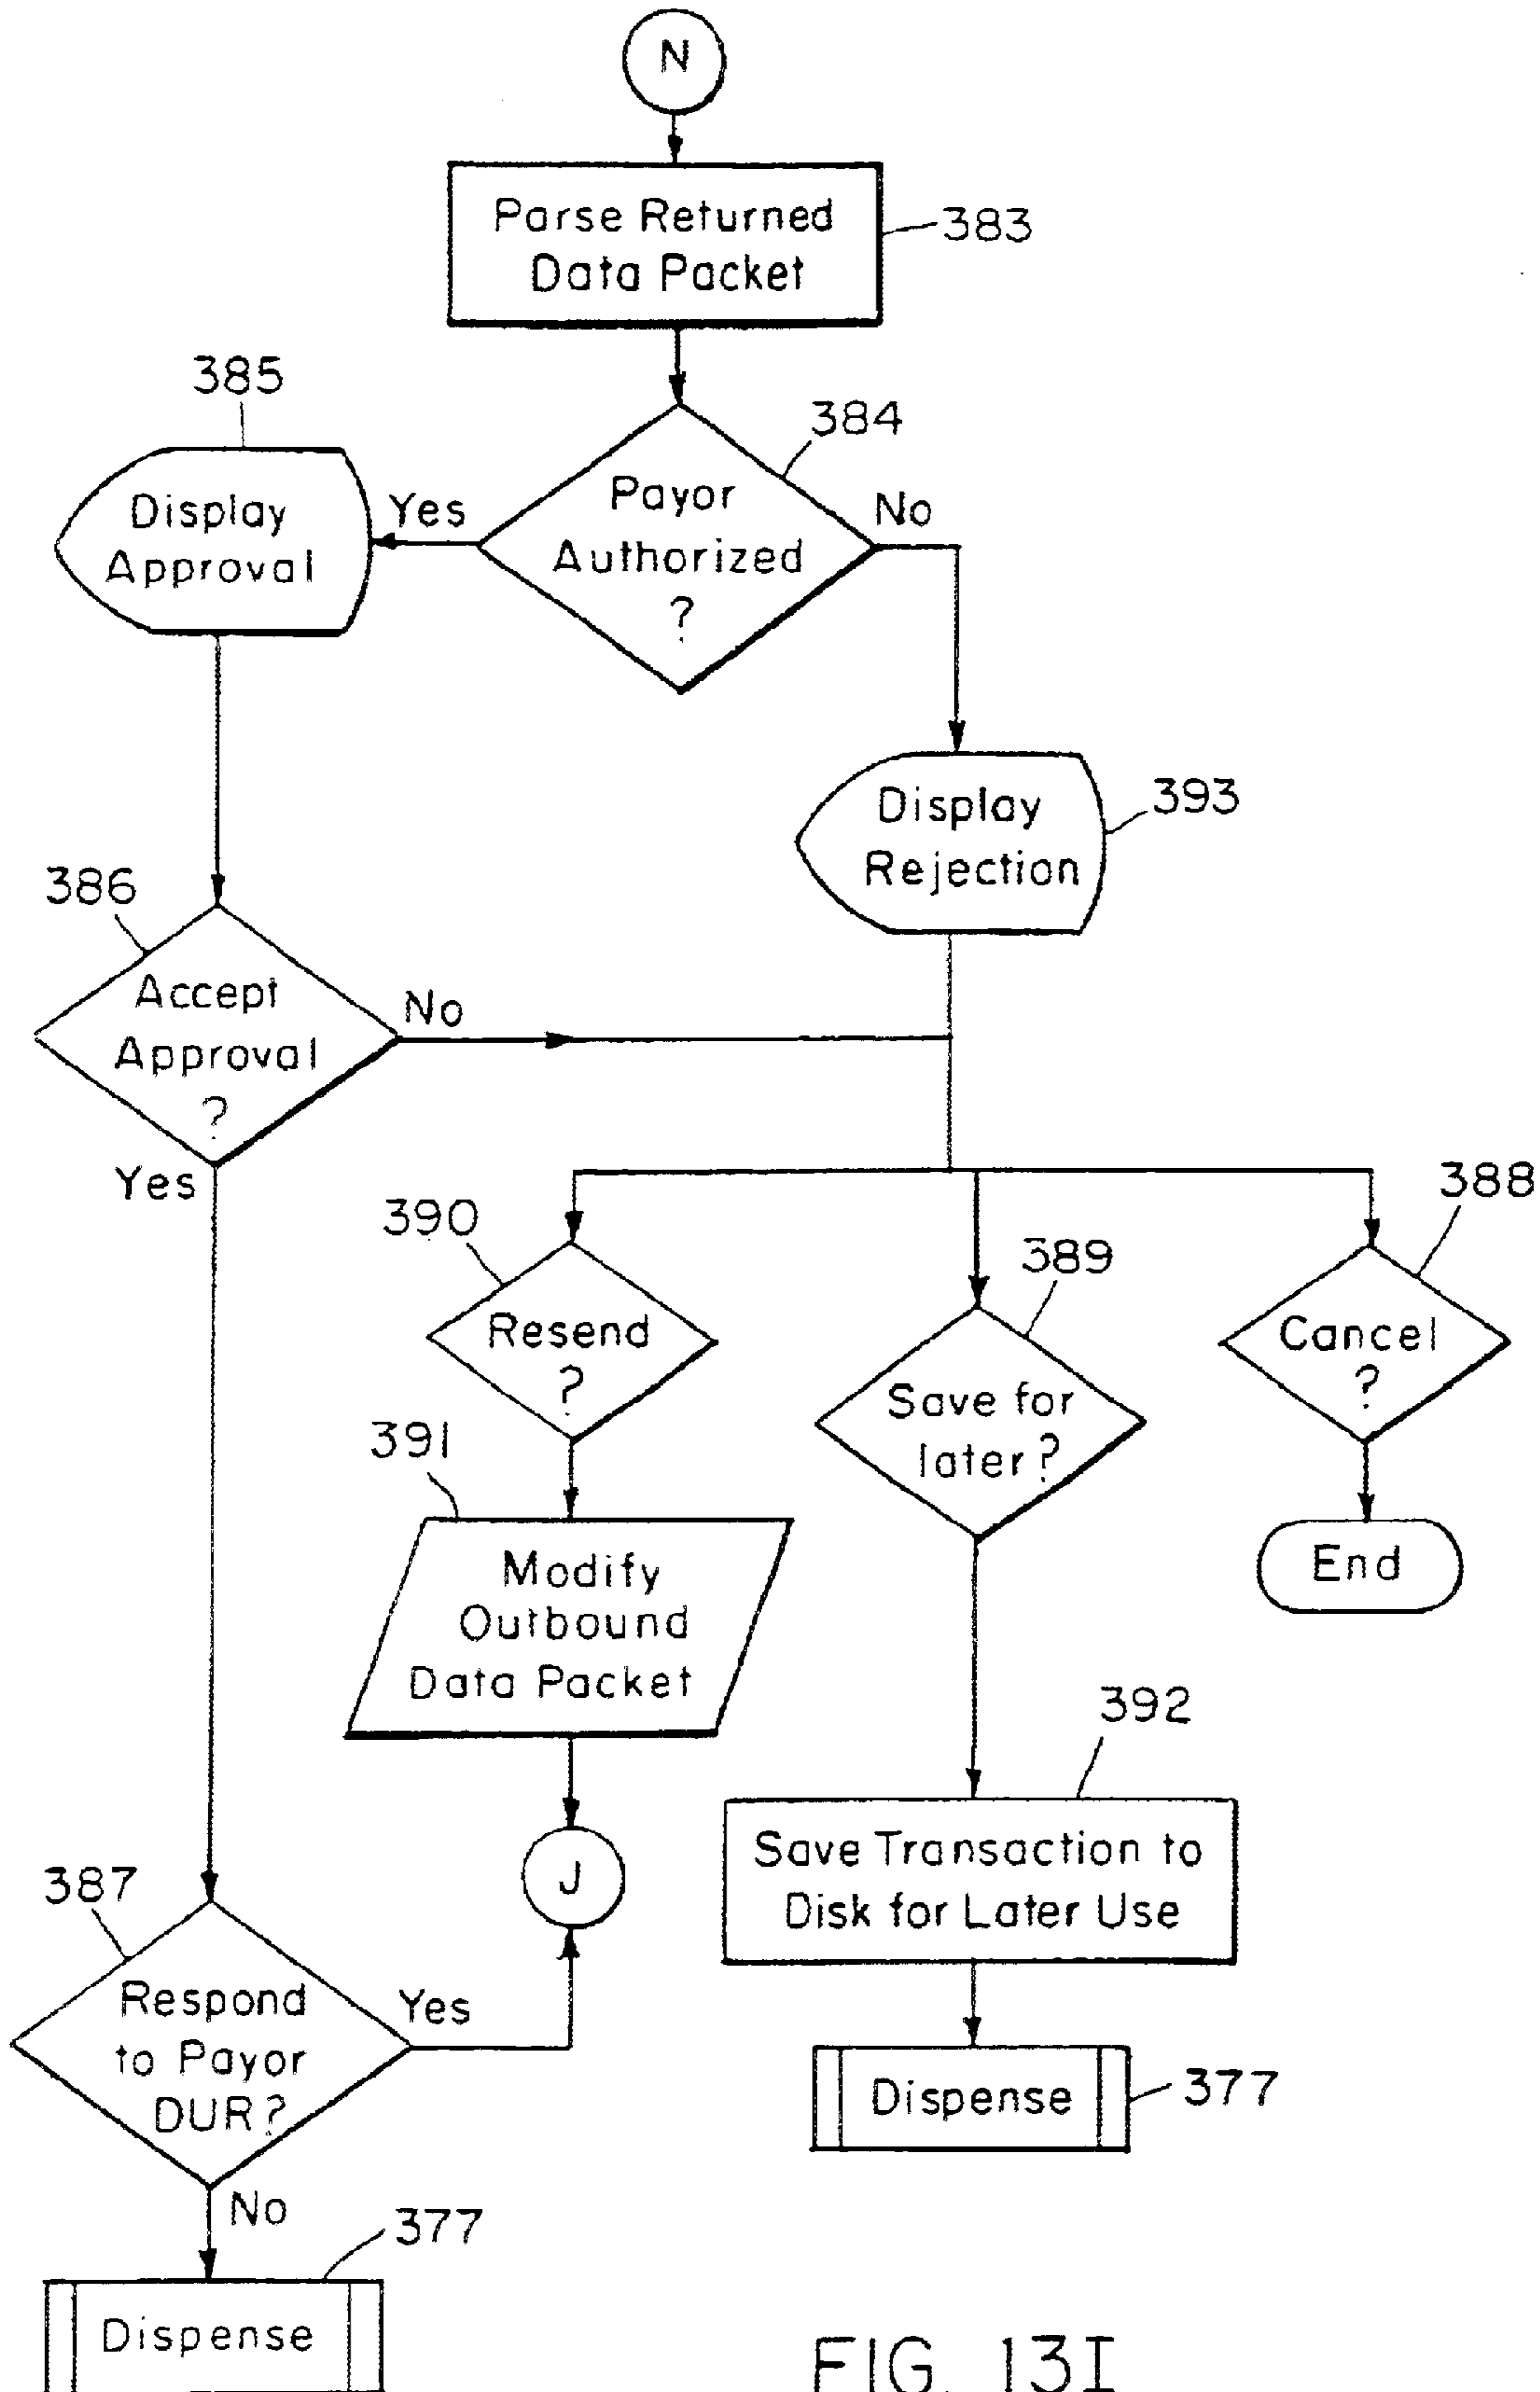 N
Parse Returned
Data Packet
383
385
384
Display
Approval
Yes
Payor
Authorized
?
No
393
Display
Rejection
386
Accept
Approval
?
No
Yes
390
389
388
Resend
?
Save for
later?
Cancel
?
391
End
Modify
Outbound
Data Packet
392
J
Save Transaction to
Disk for Later Use
387
Respond
to Payor
DUR?
Yes
Dispense
377
No
377
Dispense
FIG. 13I